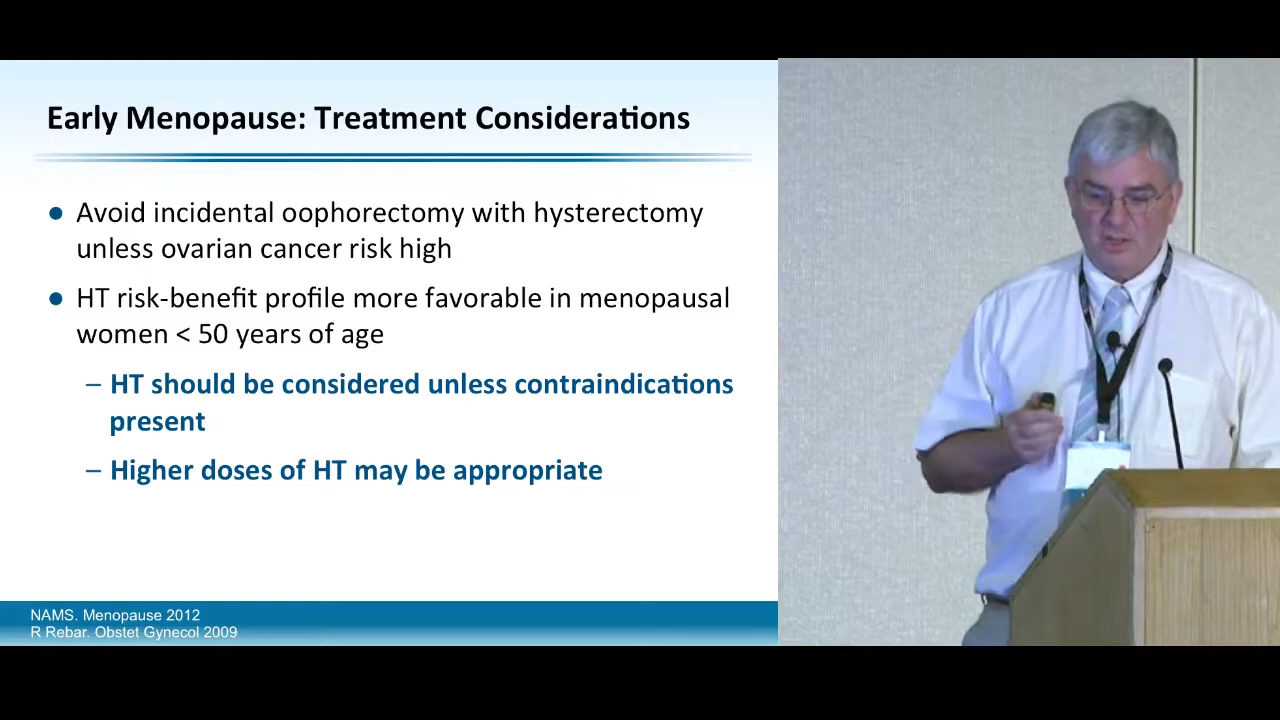 Early Menopause: Treatment Considerations
● Avoid incidental oophorectomy with hysterectomy
unless ovarian cancer risk high
● HT risk-benefit profile more favorable in menopausal
women < 50 years of age
– HT should be considered unless contraindications
present
– Higher doses of HT may be appropriate
NAMS. Menopause 2012
R Rebar. Obstet Gynecol 2009